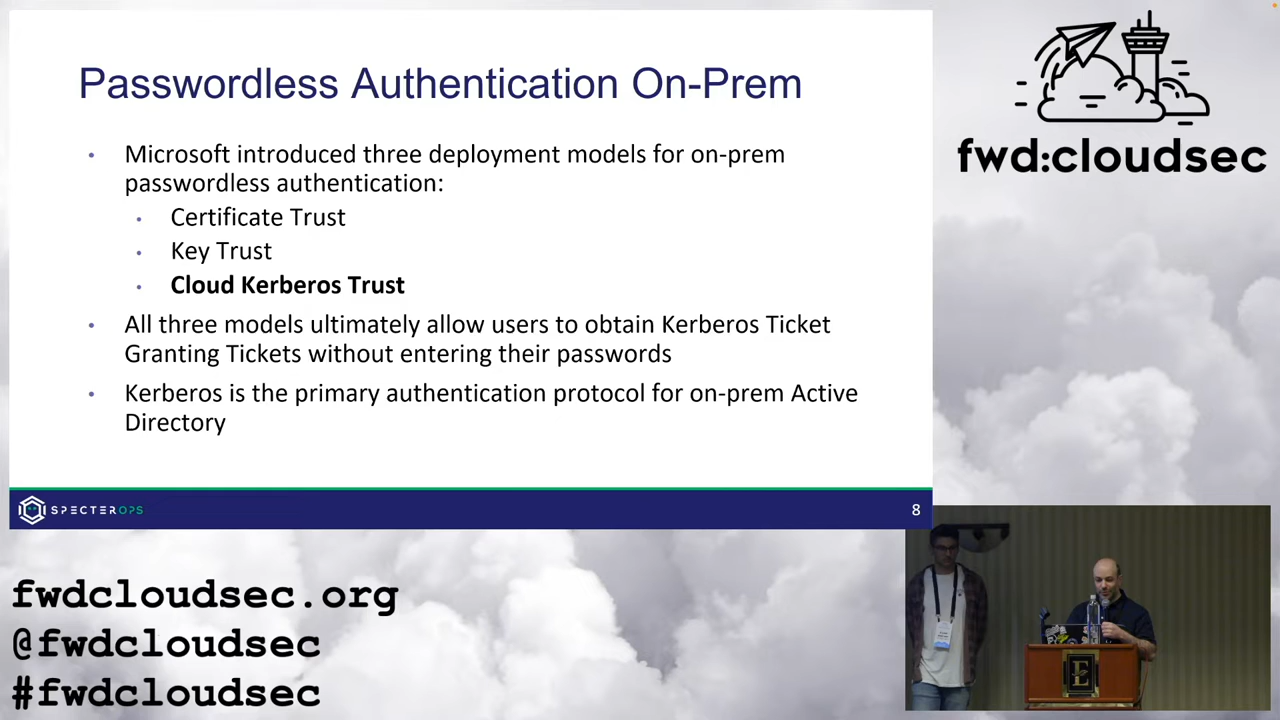 Passwordless Authentication On-Prem
• Microsoft introduced three deployment models for on-prem
passwordless authentication:
• Certificate Trust
• Key Trust
• Cloud Kerberos Trust
• All three models ultimately allow users to obtain Kerberos Ticket
Granting Tickets without entering their passwords
• Kerberos is the primary authentication protocol for on-prem Active
Directory
SPECTEROPS
8
fwd:cloudsec
fwdcloudsec.org
@fwdcloudsec
#fwdcloudsec
E